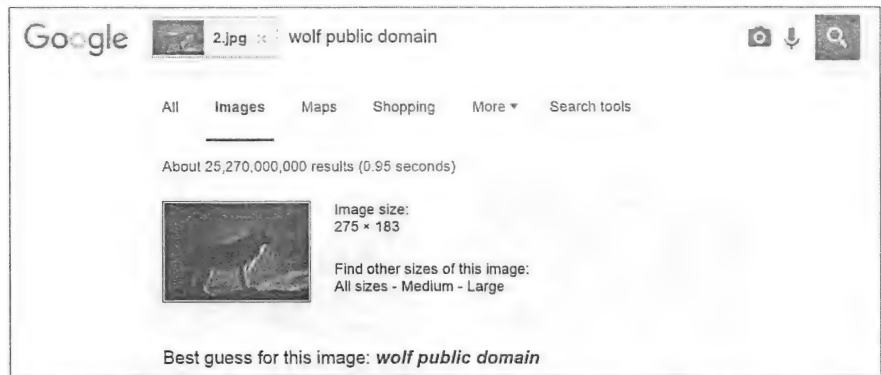 Google 2.jpg × wolf public domain
All Images Maps Shopping More ▾ Search tools
About 25,270,000,000 results (0.95 seconds)
Image size:
275 × 183
Find other sizes of this image:
All sizes - Medium - Large
Best guess for this image: wolf public domain